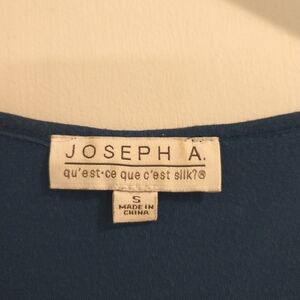 JOSEPH A.
qu'est·ce que c'est silk?®
S
MADE IN
CHINA